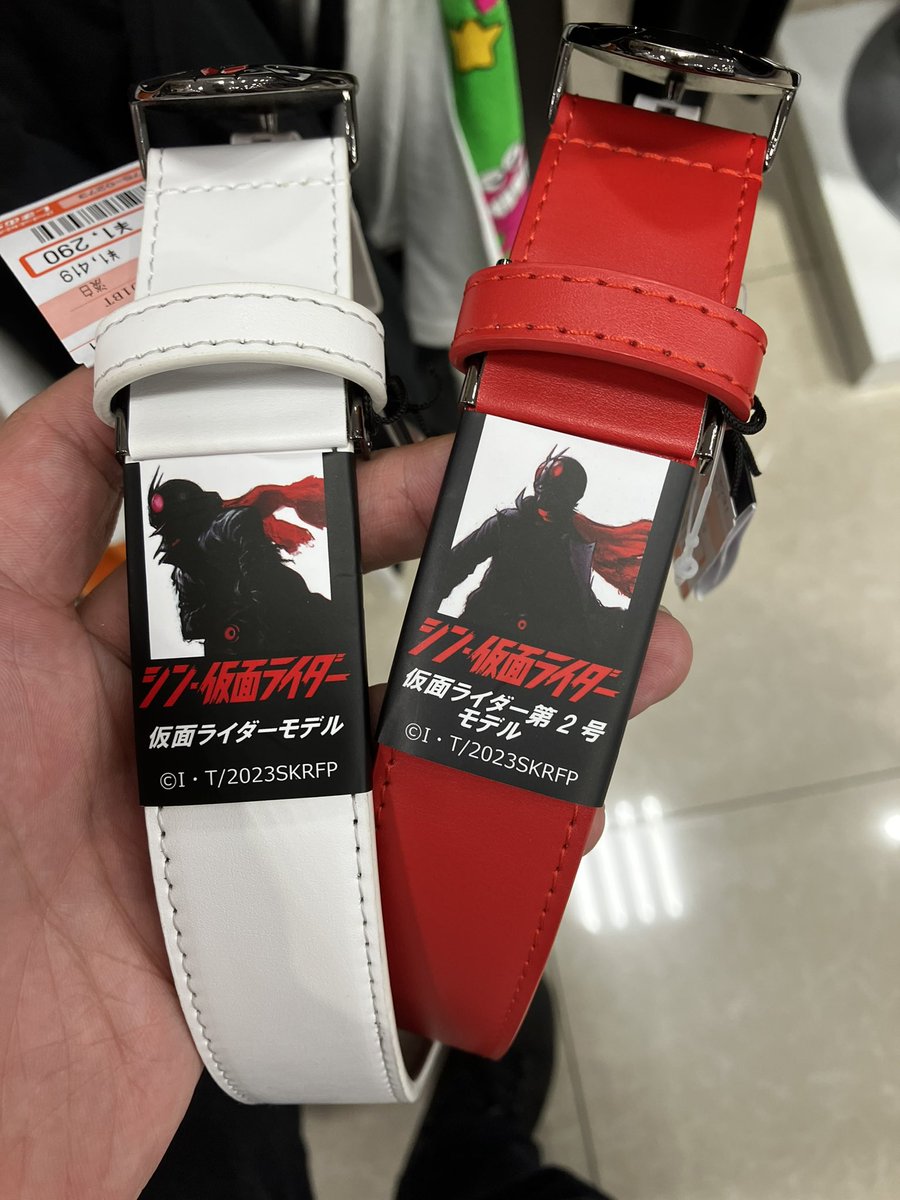 ¥1,290
¥1,419
シン・仮面ライダー
仮面ライダーモデル
©I・T/2023SKRFP
シン・仮面ライダー
仮面ライダー第2号
モデル
©I・T/2023SKRFP